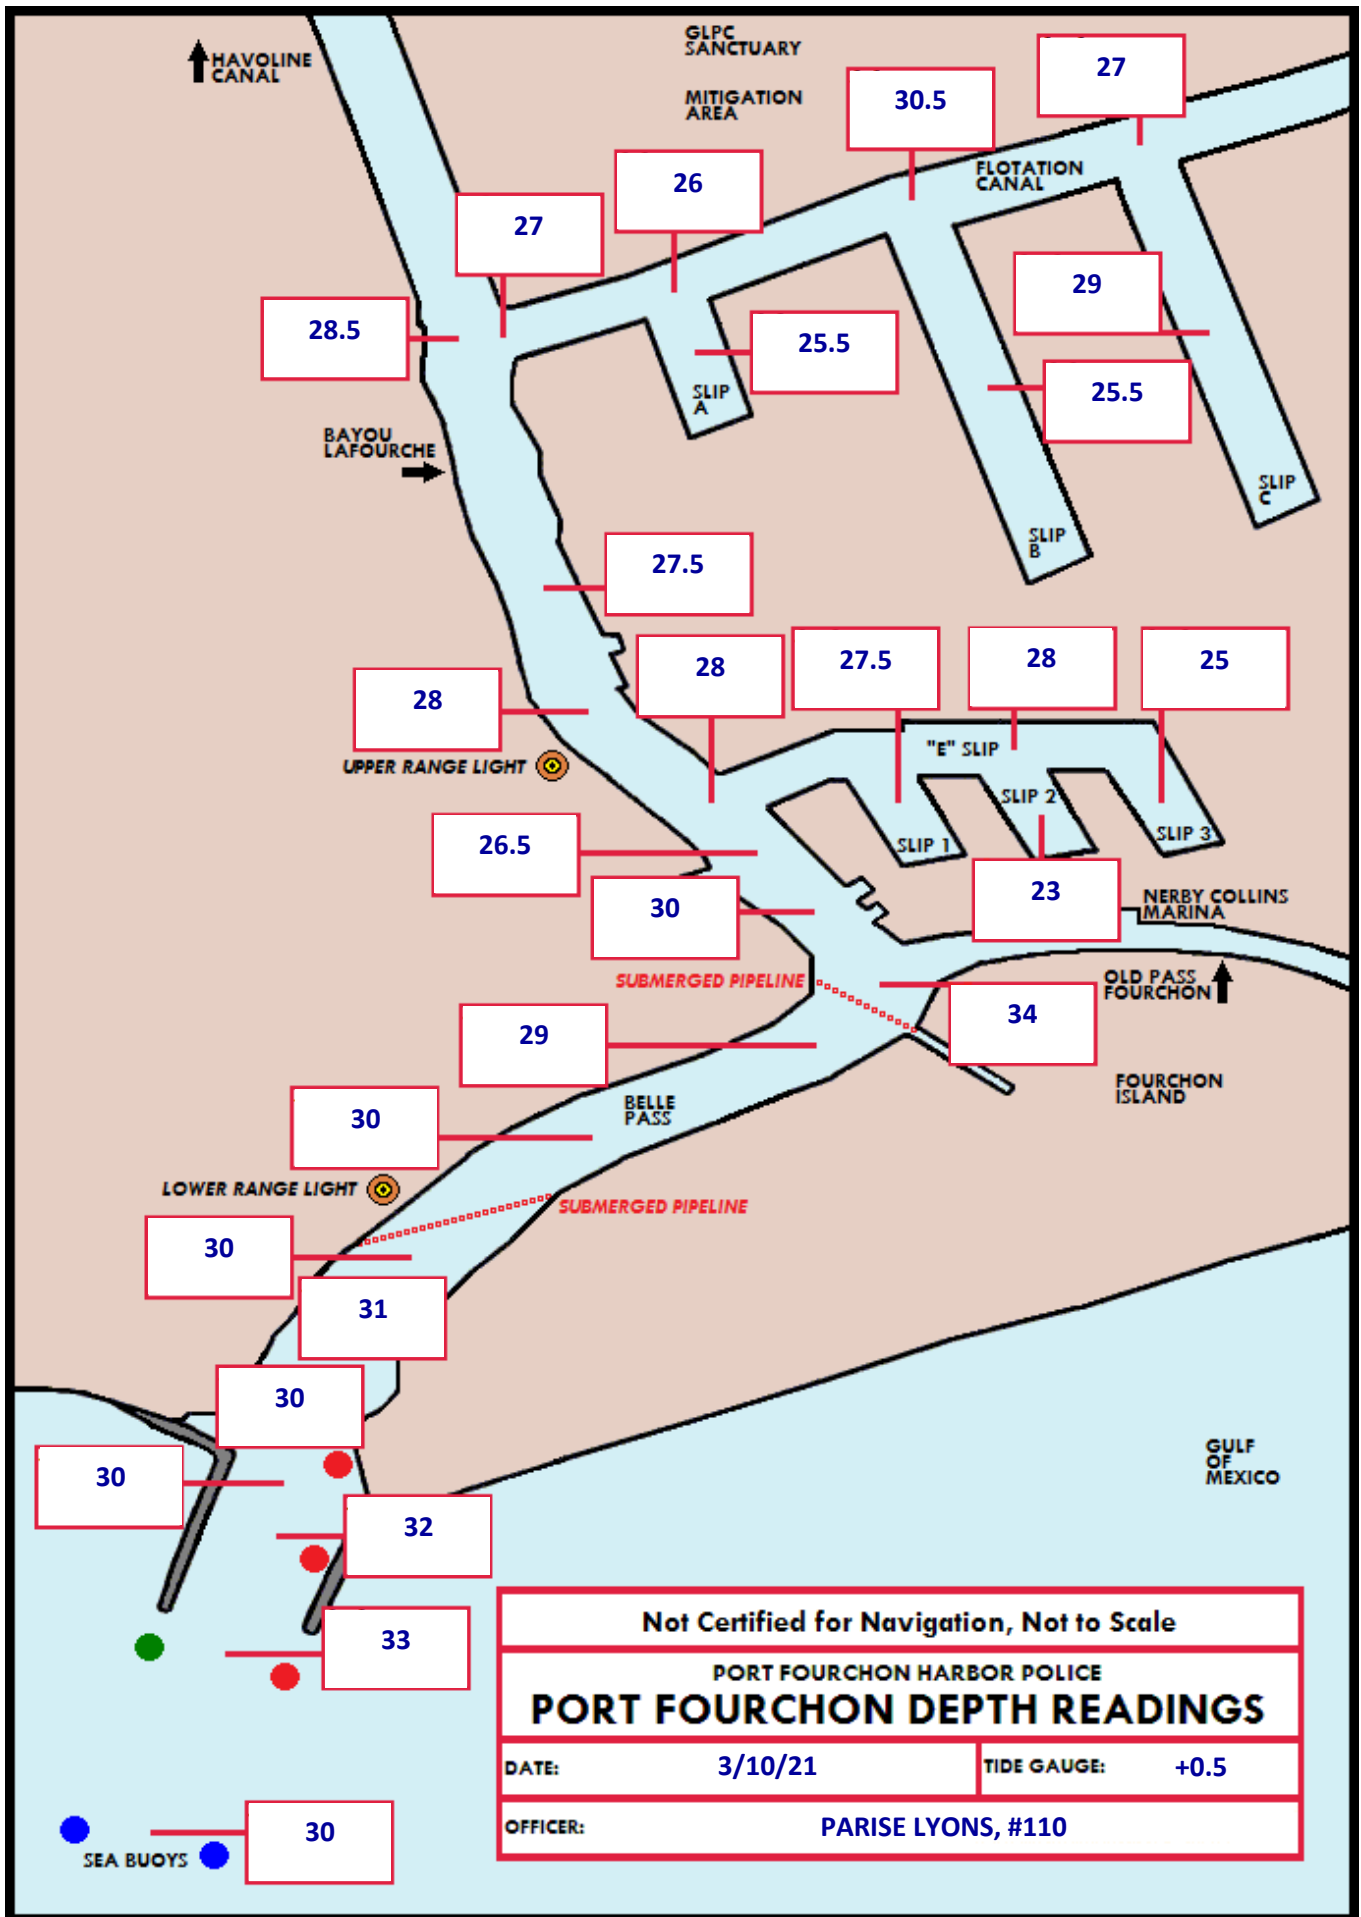 GLPC
SANCTUARY
HAVOLINE
CANAL
27
MITIGATION
AREA
30.5
FLOTATION
CANAL
26
27
29
28.5
25.5
SLIP
A
25.5
BAYOU
LAFOURCHE
SLIP
C
SLIP
B
27.5
28
27.5
28
25
28
"E" SLIP
UPPER RANGE LIGHT
SLIP 2
26.5
SLIP 1
SLIP 3
23
NERBY COLLINS
MARINA
30
SUBMERGED PIPELINE
OLD PASS
FOURCHON
34
29
FOURCHON
ISLAND
BELLE
PASS
30
LOWER RANGE LIGHT
SUBMERGED PIPELINE
30
31
30
GULF
OF
MEXICO
30
32
33
Not Certified for Navigation, Not to Scale
PORT FOURCHON HARBOR POLICE
PORT FOURCHON DEPTH READINGS
DATE: 3/10/21 TIDE GAUGE: +0.5
OFFICER: PARISE LYONS, #110
30
SEA BUOYS